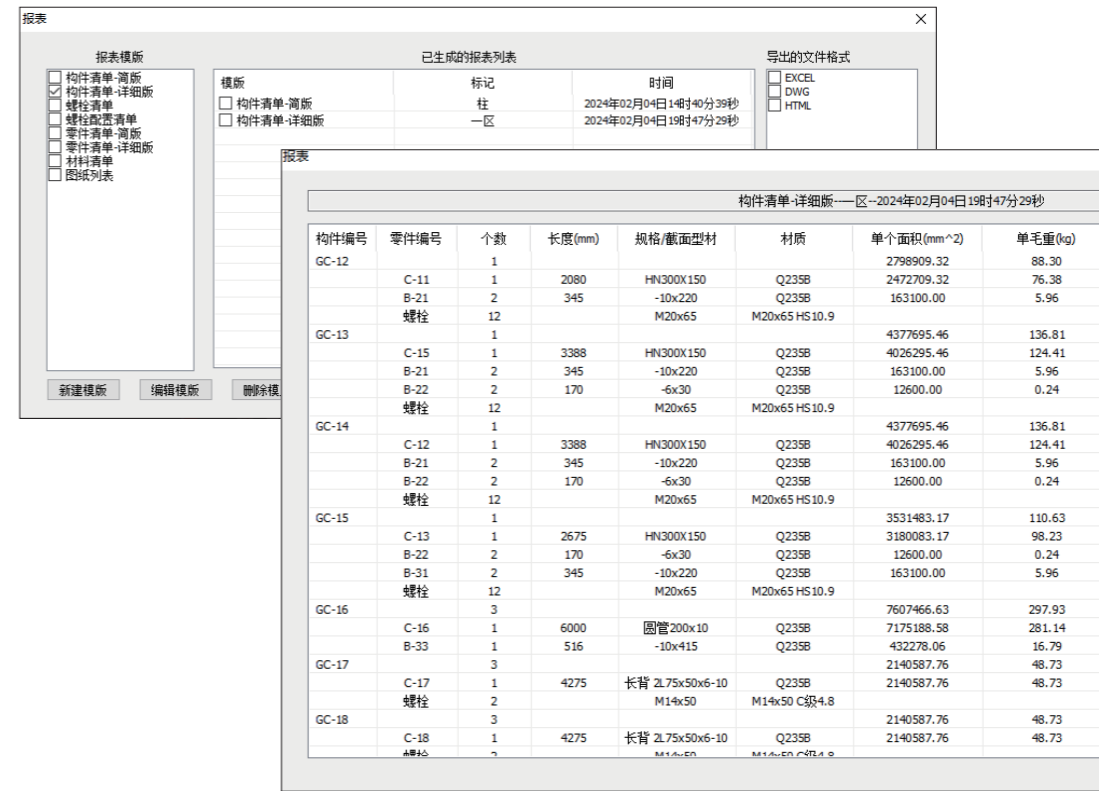 报表
报表模版 已生成的报表列表 导出的文件格式
构件清单-简版
构件清单-详细版
螺栓清单
螺栓配置清单
零件清单-简版
零件清单-详细版
材料清单
图纸列表
模版 标记 时间
构件清单-简版 柱 2024年02月04日14时40分39秒
构件清单-详细版 一区 2024年02月04日19时47分29秒
EXCEL
DWG
HTML
新建模版 编辑模版 删除模
报表
构件清单-详细版--一区--2024年02月04日19时47分29秒
构件编号 零件编号 个数 长度(mm) 规格/截面型材 材质 单个面积(mm^2) 单毛重(kg)
GC-12 1 2798909.32 88.30
C-11 1 2080 HN300X150 Q235B 2472709.32 76.38
B-21 2 345 -10x220 Q235B 163100.00 5.96
螺栓 12 M20x65 M20x65 HS10.9
GC-13 1 4377695.46 136.81
C-15 1 3388 HN300X150 Q235B 4026295.46 124.41
B-21 2 345 -10x220 Q235B 163100.00 5.96
B-22 2 170 -6x30 Q235B 12600.00 0.24
螺栓 12 M20x65 M20x65 HS10.9
GC-14 1 4377695.46 136.81
C-12 1 3388 HN300X150 Q235B 4026295.46 124.41
B-21 2 345 -10x220 Q235B 163100.00 5.96
B-22 2 170 -6x30 Q235B 12600.00 0.24
螺栓 12 M20x65 M20x65 HS10.9
GC-15 1 3531483.17 110.63
C-13 1 2675 HN300X150 Q235B 3180083.17 98.23
B-22 2 170 -6x30 Q235B 12600.00 0.24
B-31 2 345 -10x220 Q235B 163100.00 5.96
螺栓 12 M20x65 M20x65 HS10.9
GC-16 3 7607466.63 297.93
C-16 1 6000 圆管200x10 Q235B 7175188.58 281.14
B-33 1 516 -10x415 Q235B 432278.06 16.79
GC-17 3 2140587.76 48.73
C-17 1 4275 长背 2L75x50x6-10 Q235B 2140587.76 48.73
螺栓 2 M14x50 M14x50 C级4.8
GC-18 3 2140587.76 48.73
C-18 1 4275 长背 2L75x50x6-10 Q235B 2140587.76 48.73
螺栓 2 M14x50 M14x50 C级4.8